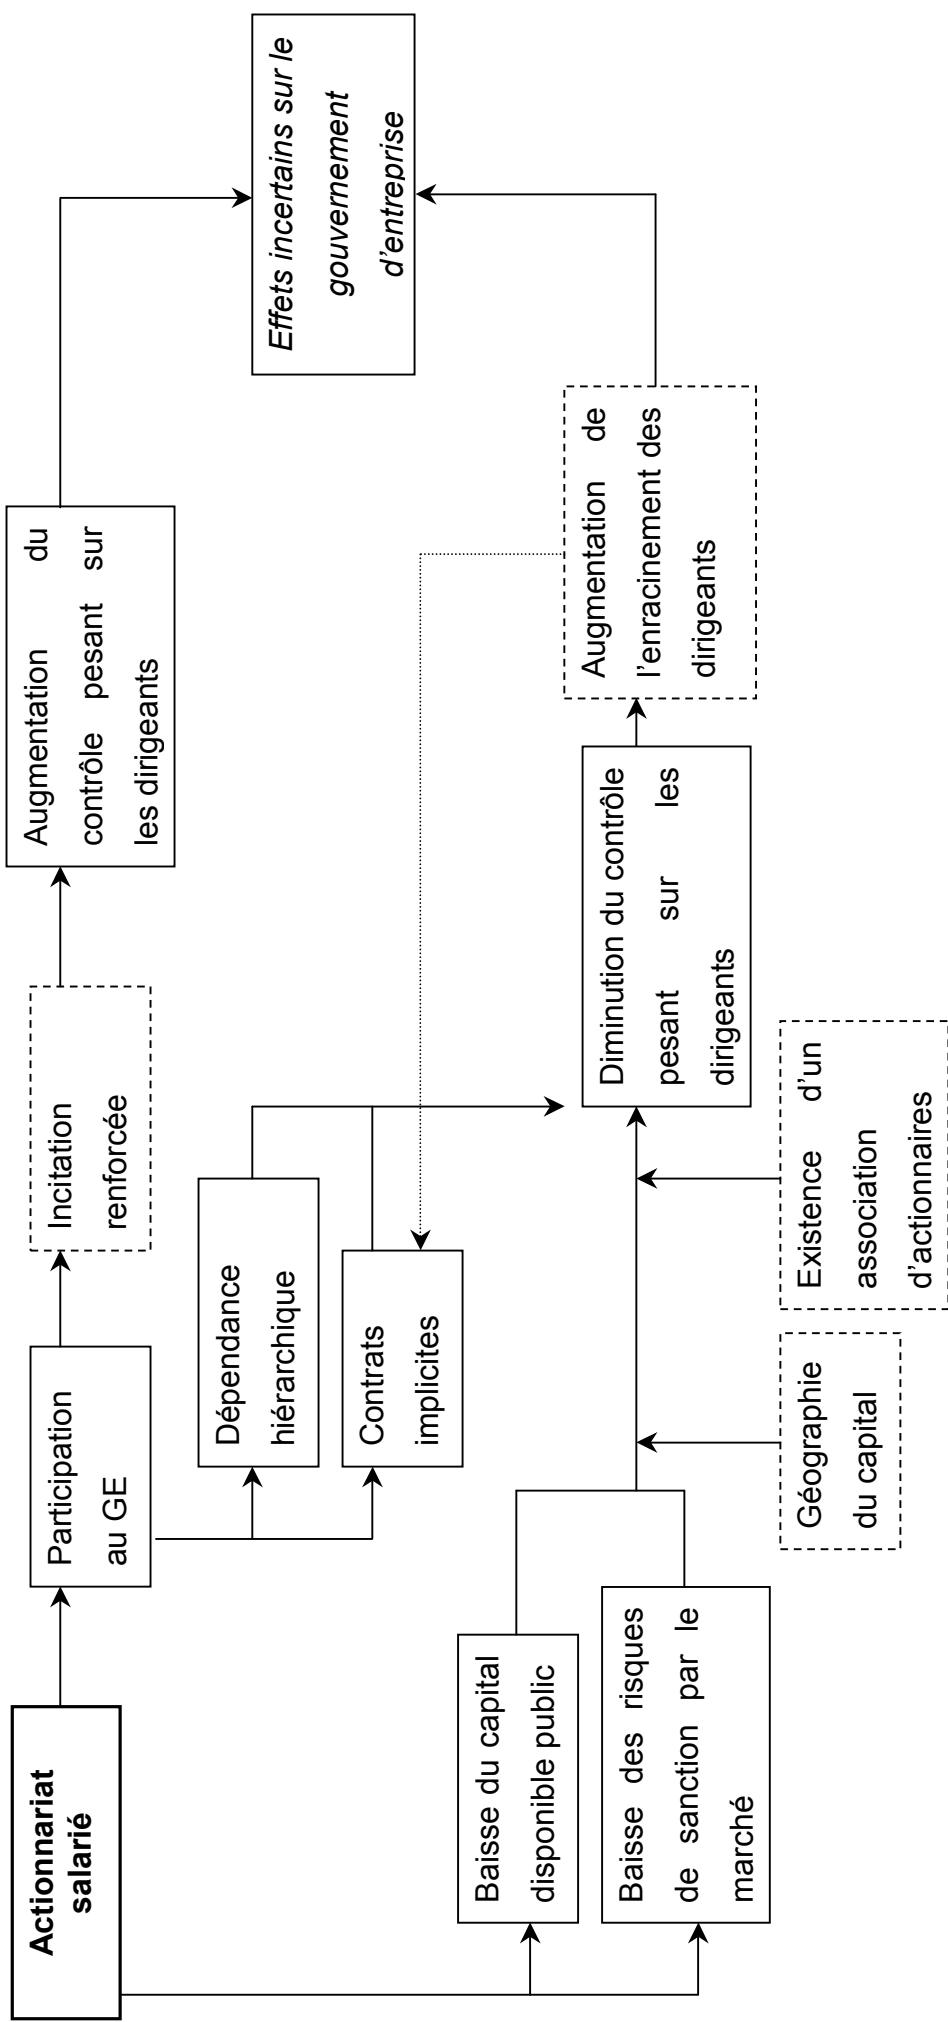 Actionnariat
salarié
Participation
au GE
Incitation
renforcée
Augmentation du
contrôle pesant sur
les dirigeants
Effets incertains sur le
gouvernement
d'entreprise
Dépendance
hiérarchique
Contrats
implicites
Baisse du capital
disponible public
Baisse des risques
de sanction par le
marché
Diminution du contrôle
pesant sur les
dirigeants
Augmentation de
l'enracinement des
dirigeants
Géographie
du capital
Existence d'un
association
d'actionnaires